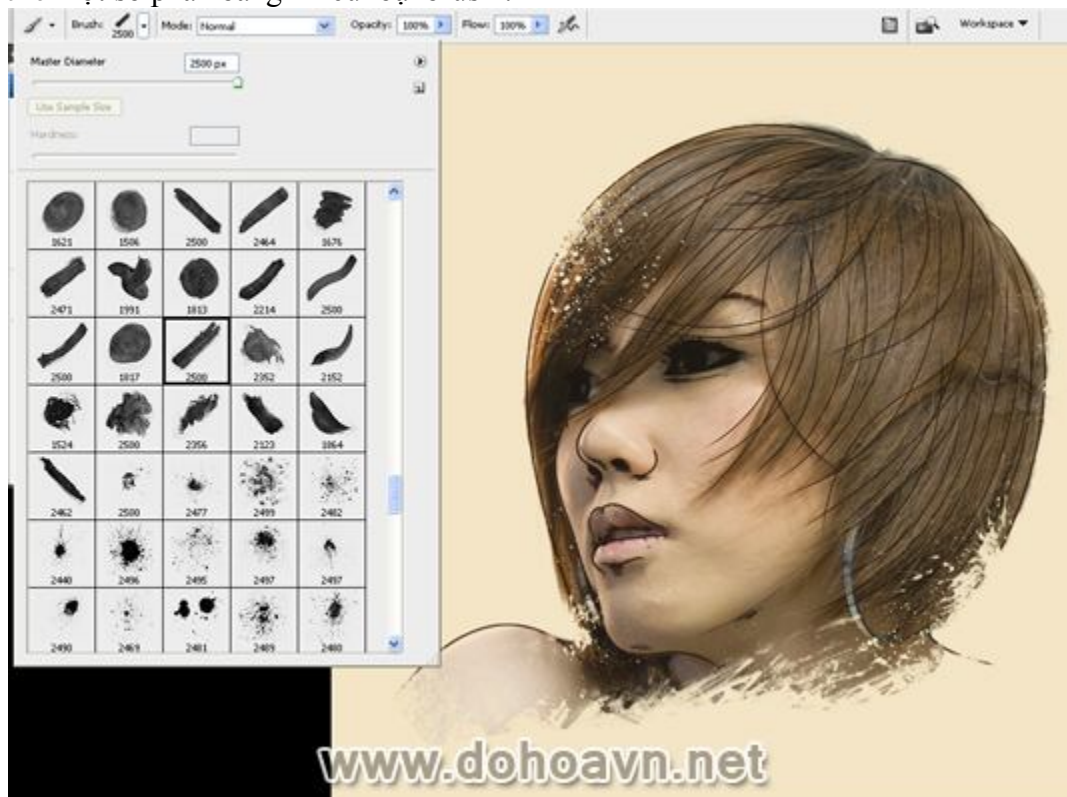 Brush: 2500 Mode: Normal Opacity: 100% Flow: 100% Workspace
Master Diameter 2500 px
Use Sample Size
Hardness:
1621 1506 2500 2464 1676
2471 1991 1813 2214 2500
2500 1817 2500 2352 2152
1524 2500 2356 2123 1864
2462 2500 2477 2499 2482
2440 2496 2495 2497 2497
2490 2469 2481 2489 2480
www.dohoavn.net